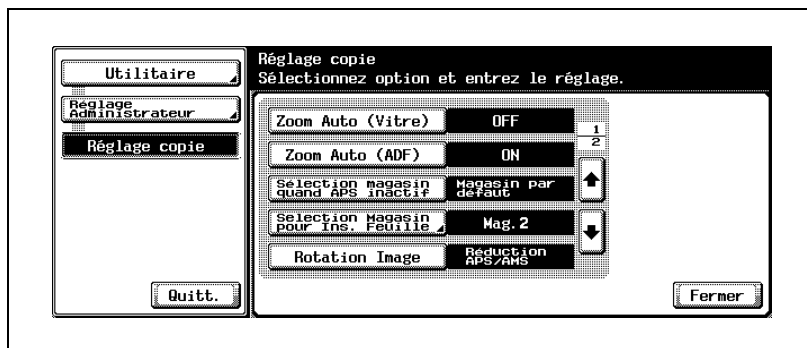 Utilitaire
Réglage
Administrateur
Réglage copie
Quitt.
Réglage copie
Sélectionnez option et entrez le réglage.
Zoom Auto (Vitre) OFF
Zoom Auto (ADF) ON
Sélection magasin
quand APS inactif
Magasin par
défaut
Sélection Magasin
pour Ins. Feuille
Mag. 2
Rotation Image
Réduction
APS/AMS
1
2
Fermer